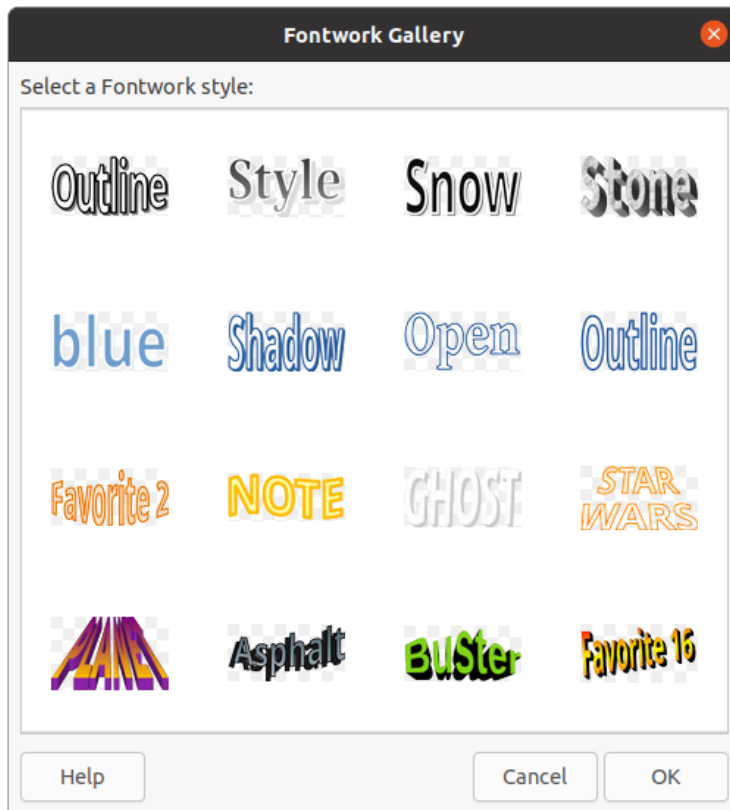 Fontwork Gallery
Select a Fontwork style:
Outline Style Snow Stone
blue Shadow Open Outline
Favorite 2 NOTE GHOST STAR
WARS
PLANET Asphalt BuSter Favorite 16
Help Cancel OK